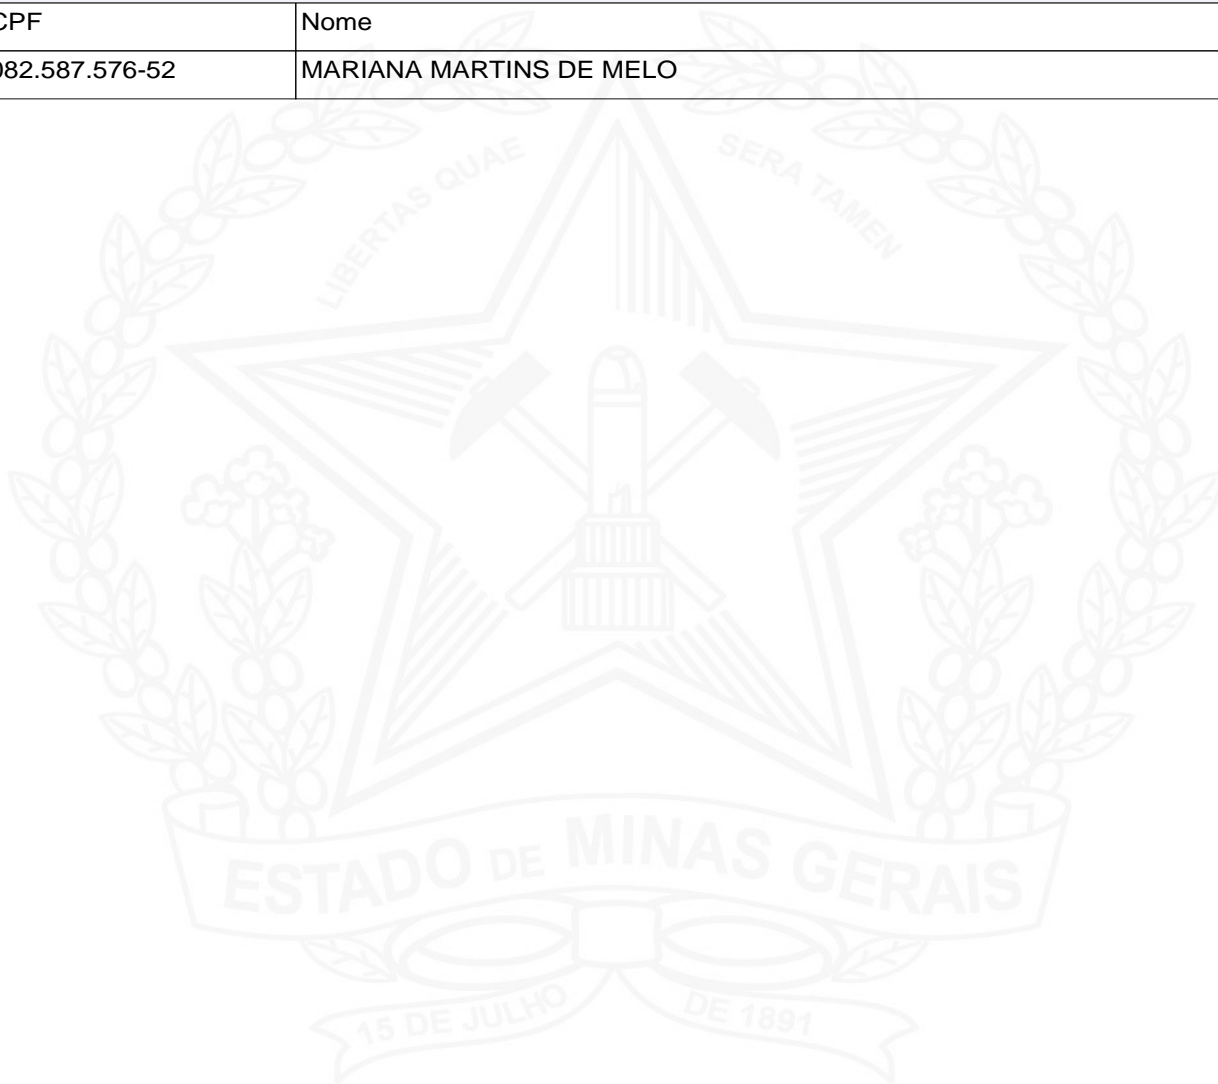 CPF Nome
082.587.576-52 MARIANA MARTINS DE MELO
LIBERTAS QUAE SERA TAMEN
ESTADO DE MINAS GERAIS
15 DE JULHO DE 1891